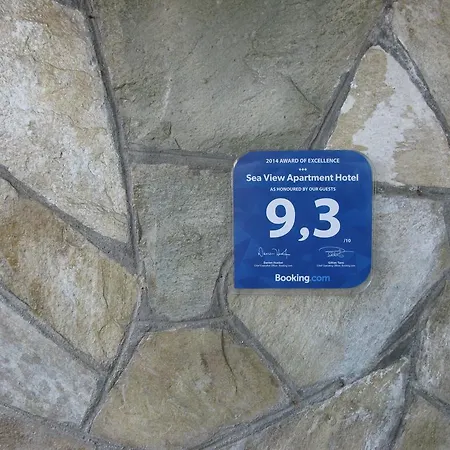 2014 AWARD OF EXCELLENCE
***
Sea View Apartment Hotel
AS HONOURED BY OUR GUESTS
9,3
/10
Booking.com